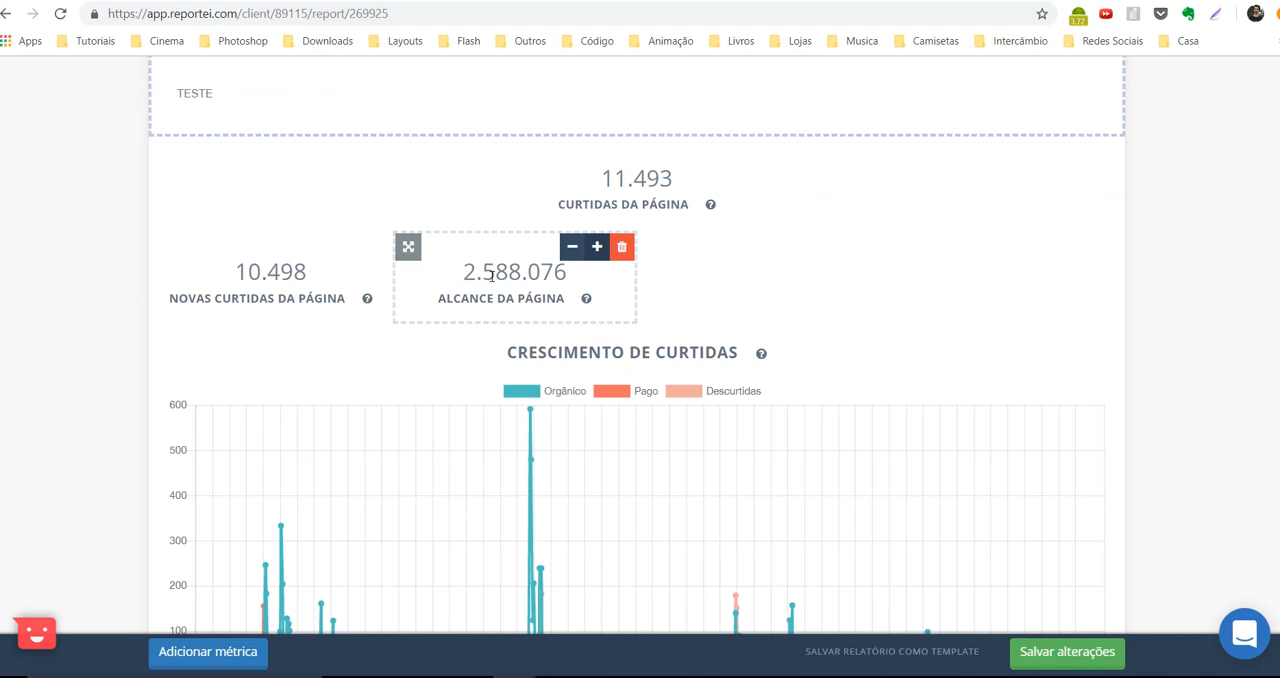 https://app.reportei.com/client/89115/report/269925
3.72
Apps Tutoriais Cinema Photoshop Downloads Layouts Flash Outros Código Animação Livros Lojas Musica Camisetas Intercâmbio Redes Sociais Casa
TESTE
11.493
CURTIDAS DA PÁGINA ?
10.498
NOVAS CURTIDAS DA PÁGINA ?
2.588.076
ALCANCE DA PÁGINA ?
CRESCIMENTO DE CURTIDAS ?
Orgânico Pago Descurtidas
600
500
400
300
200
100
Adicionar métrica
SALVAR RELATÓRIO COMO TEMPLATE
Salvar alterações